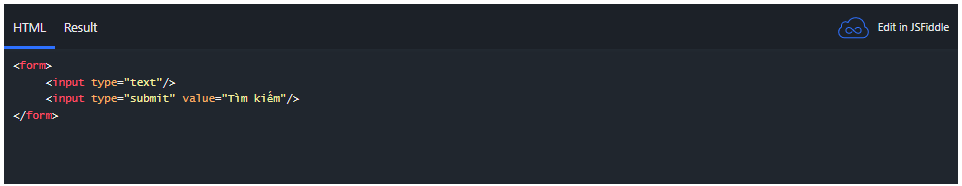 HTML Result Edit in JSFiddle
<form>
<input type="text"/>
<input type="submit" value="Tìm kiếm"/>
</form>